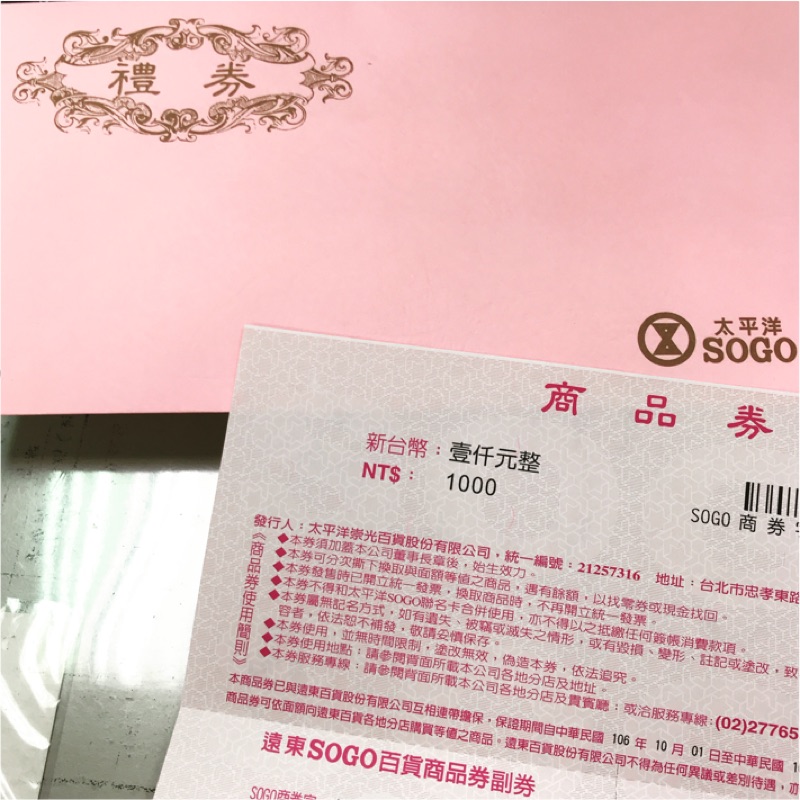 禮 券
太平洋
SOGO
商 品 券
新台幣：壹仟元整
NT$： 1000
SOGO 商 券
發行人：太平洋崇光百貨股份有限公司，統一編號：21257316 地址：台北市忠孝東路
《商品券使用簡則》
◆本券須加蓋本公司董事長章後，始生效力。
◆本券可分次撕下換取與面額等值之商品，遇有餘額，以找零券或現金找回。
◆本券發售時已開立統一發票，換取商品時，不再開立統一發票。
◆本券不得和太平洋SOGO聯名卡合併使用，亦不得以之抵繳任何簽帳消費款項。
◆本券屬無記名方式，如有遺失、被竊或滅失之情形，或有毀損、變形、註記或塗改，致
容者，依法恕不補發，敬請妥慎保存。
◆本券使用，並無時間限制，塗改無效，偽造本券，依法追究。
◆本券使用地點：請參閱背面所載本公司各地分店及地址。
◆本券服務專線：請參閱背面所載本公司各地分店及貴賓廳；或洽服務專線：(02)27765
本商品券已與遠東百貨股份有限公司互相連帶擔保，保證期間自中華民國 106 年 10 月 01 日至中華民國
商品券可依面額向遠東百貨各地分店購買等值之商品。遠東百貨股份有限公司不得為任何異議或差別待遇，亦
遠東SOGO百貨商品券副券
SOGO商券字